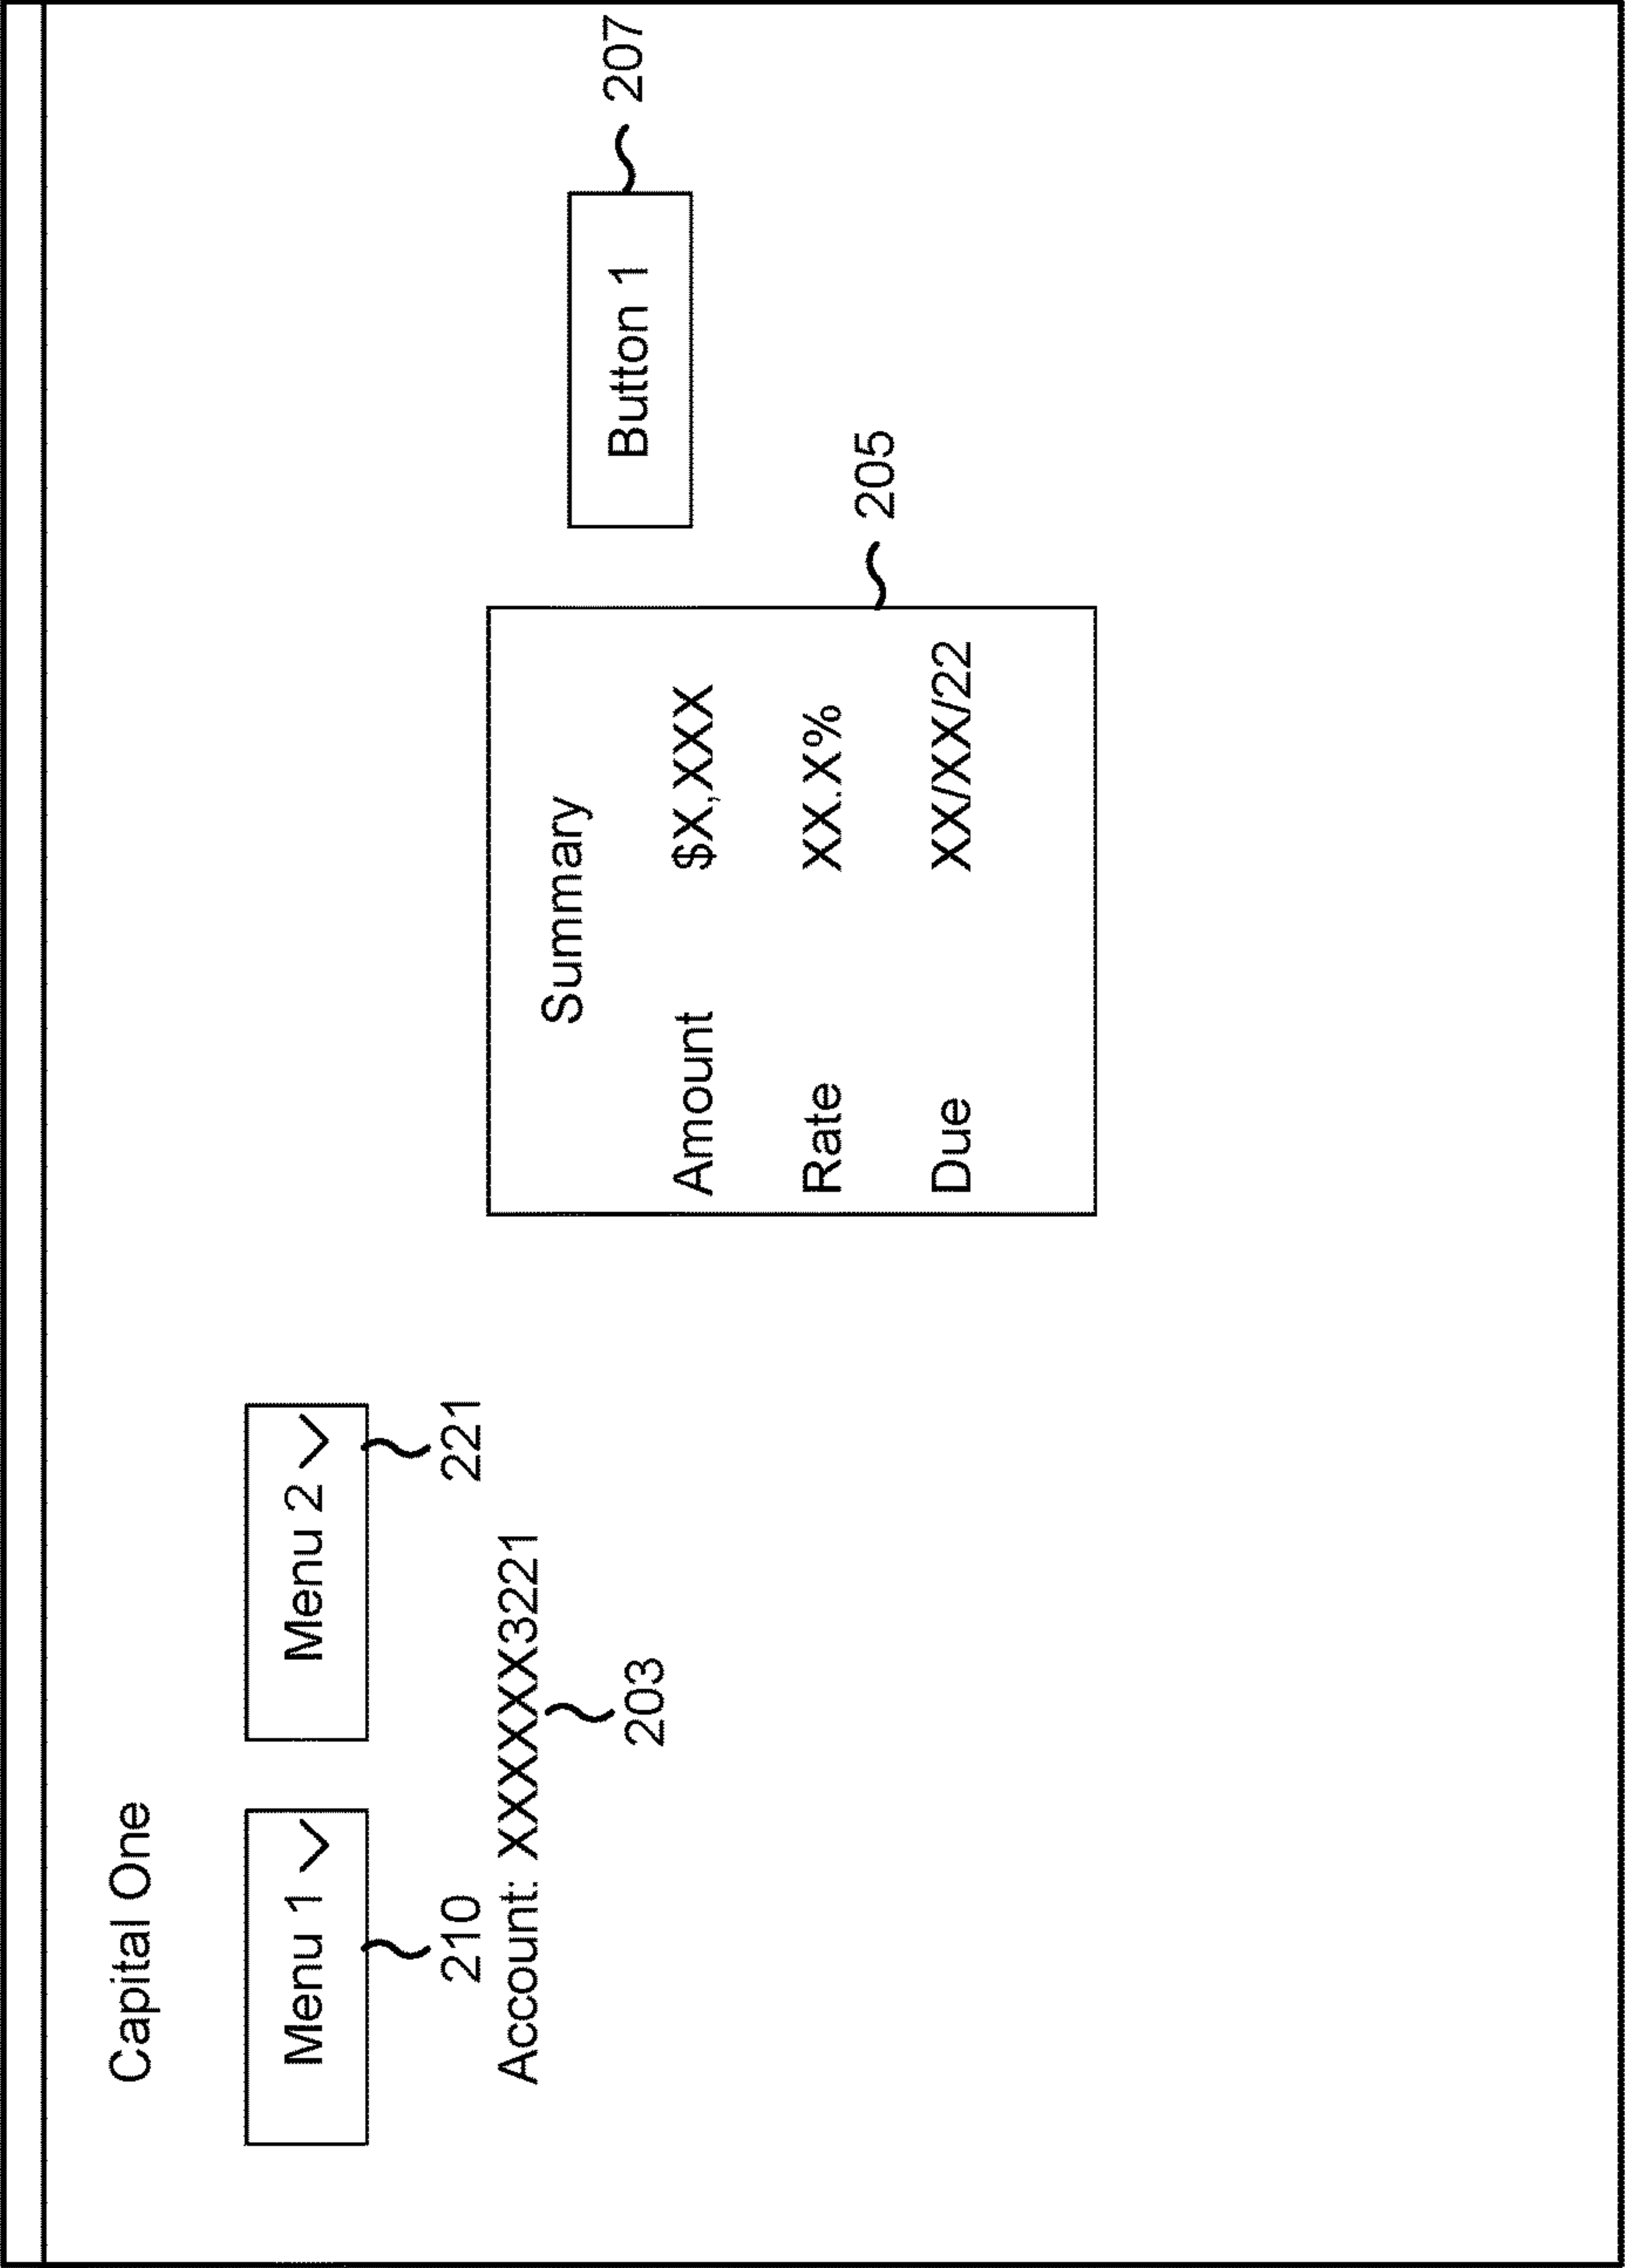 Capital One
Menu 1
Menu 2
210
221
Account: XXXXXX3221
203
Summary
Amount $X,XXX
Rate XX.X%
Due XX/XX/22
205
Button 1
207